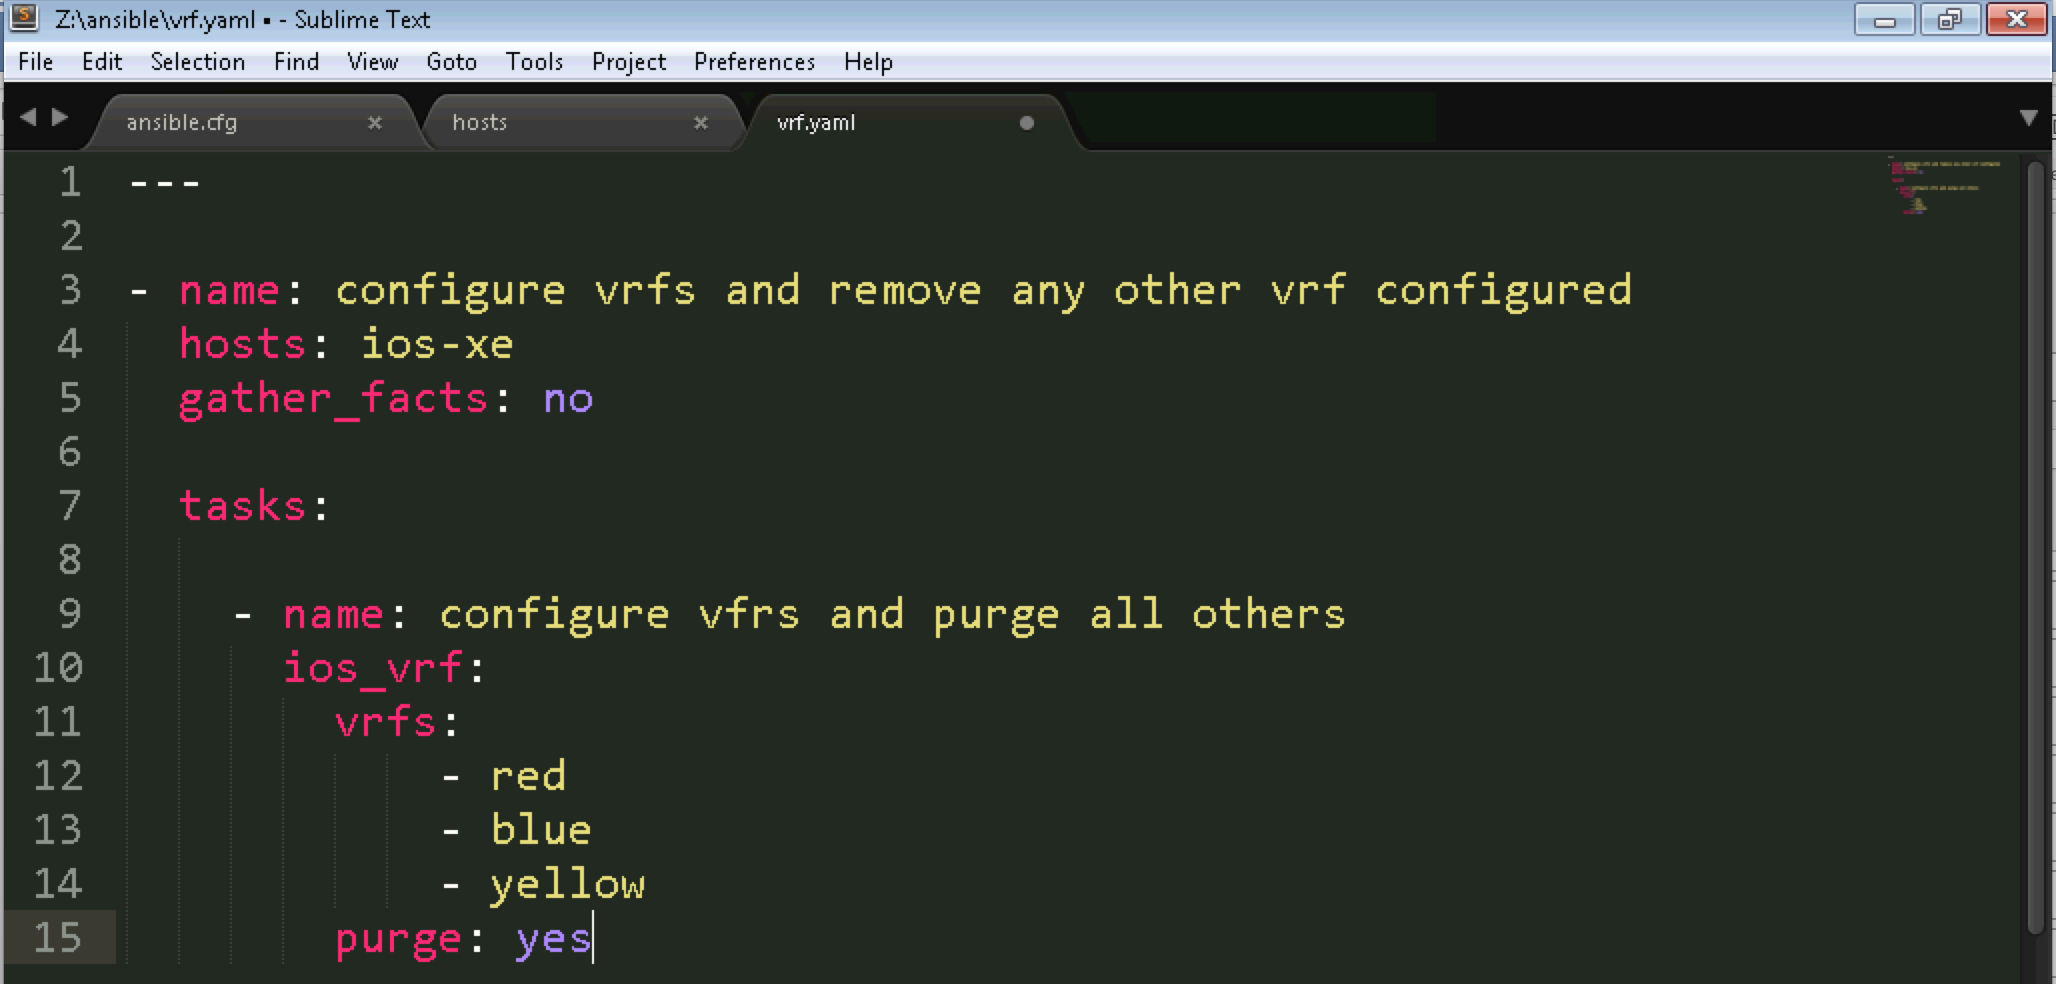 Z:\ansible\vrf.yaml • - Sublime Text
File Edit Selection Find View Goto Tools Project Preferences Help
ansible.cfg hosts vrf.yaml
1 ---
2
3 - name: configure vrfs and remove any other vrf configured
4 hosts: ios-xe
5 gather_facts: no
6
7 tasks:
8
9 - name: configure vfrs and purge all others
10 ios_vrf:
11 vrfs:
12 - red
13 - blue
14 - yellow
15 purge: yes